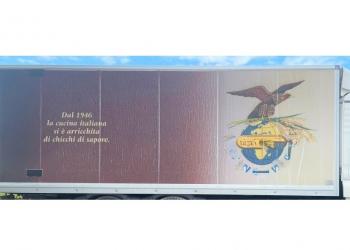 Dal 1946
la cucina italiana
si è arricchita
di chicchi di sapore.